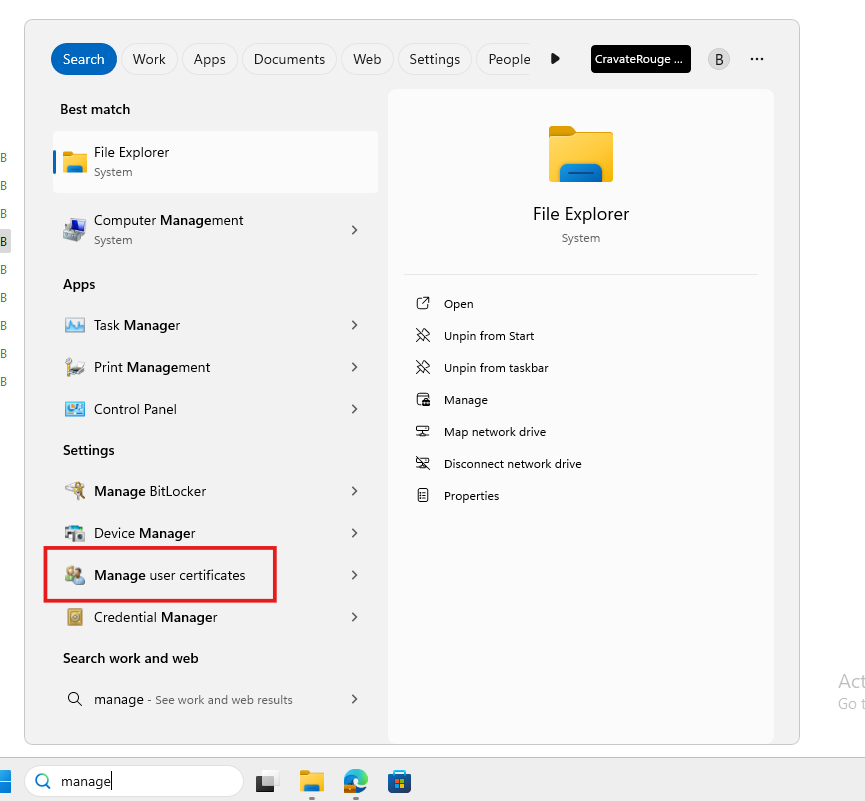 Search
Work
Apps
Documents
Web
Settings
People
CravateRouge ...
B
Best match
File Explorer
System
Computer Management
System
Apps
Task Manager
Print Management
Control Panel
Settings
Manage BitLocker
Device Manager
Manage user certificates
Credential Manager
Search work and web
manage - See work and web results
File Explorer
System
Open
Unpin from Start
Unpin from taskbar
Manage
Map network drive
Disconnect network drive
Properties
B
B
B
B
B
B
B
B
B
Act
Go t
manage